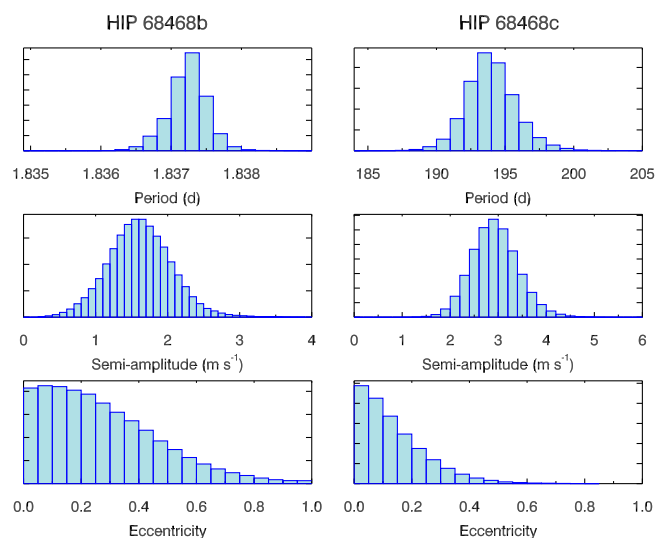 HIP 68468b HIP 68468c
1.835 1.836 1.837 1.838 185 190 195 200 205
Period (d) Period (d)
0 1 2 3 4 0 1 2 3 4 5 6
Semi-amplitude (m s⁻¹) Semi-amplitude (m s⁻¹)
0.0 0.2 0.4 0.6 0.8 1.0 0.0 0.2 0.4 0.6 0.8 1.0
Eccentricity Eccentricity